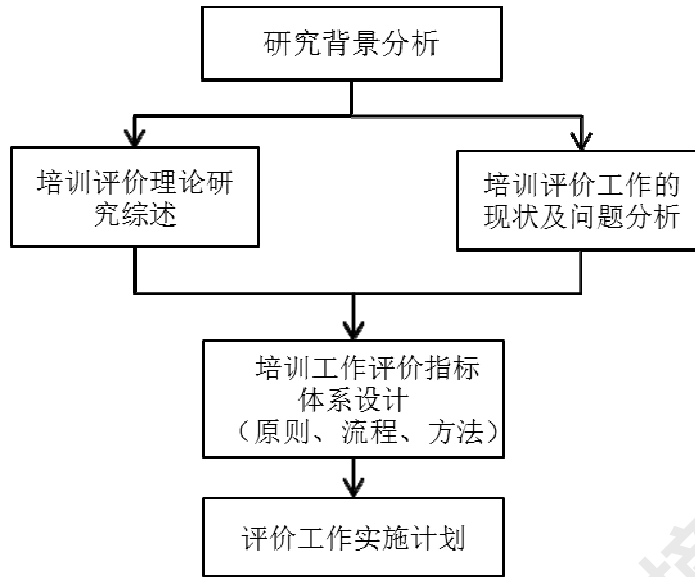 研究背景分析
培训评价理论研
究综述
培训评价工作的
现状及问题分析
培训工作评价指标
体系设计
（原则、流程、方法）
评价工作实施计划